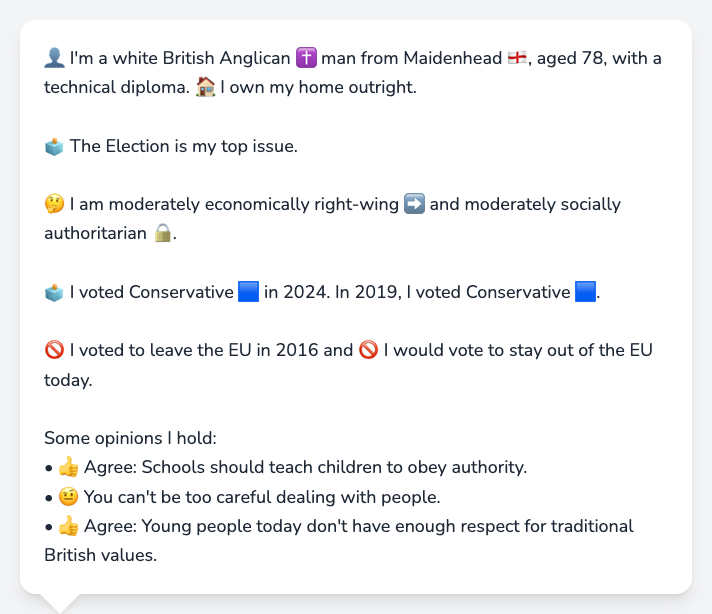 👤 I'm a white British Anglican ✝️ man from Maidenhead 🏴󠁧󠁢󠁥󠁮󠁧󠁿, aged 78, with a
technical diploma. 🏠 I own my home outright.
🗳️ The Election is my top issue.
🤔 I am moderately economically right-wing ➡️ and moderately socially
authoritarian 🔒.
🗳️ I voted Conservative 🟦 in 2024. In 2019, I voted Conservative 🟦.
🚫 I voted to leave the EU in 2016 and 🚫 I would vote to stay out of the EU
today.
Some opinions I hold:
• 👍 Agree: Schools should teach children to obey authority.
• 🤨 You can't be too careful dealing with people.
• 👍 Agree: Young people today don't have enough respect for traditional
British values.